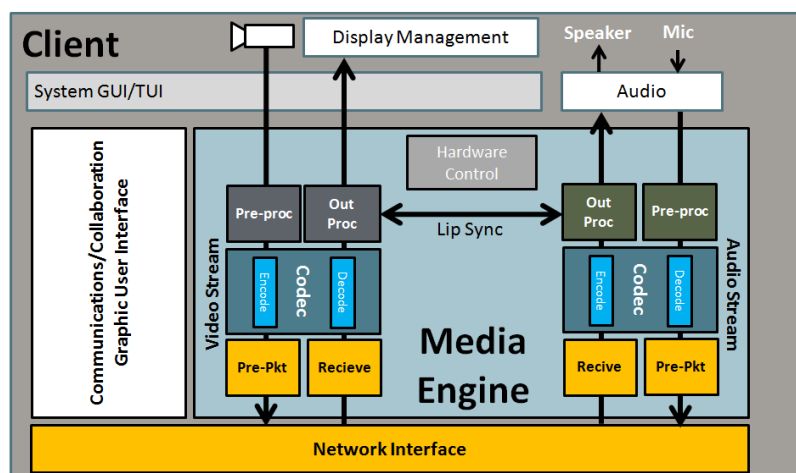 Client
Display Management
Speaker
Mic
System GUI/TUI
Audio
Communications/Collaboration
Graphic User Interface
Hardware
Control
Pre-proc
Out
Proc
Lip Sync
Out
Proc
Pre-proc
Video Stream
Encode
Codec
Decode
Encode
Codec
Decode
Audio Stream
Pre-Pkt
Recieve
Media
Engine
Recive
Pre-Pkt
Network Interface